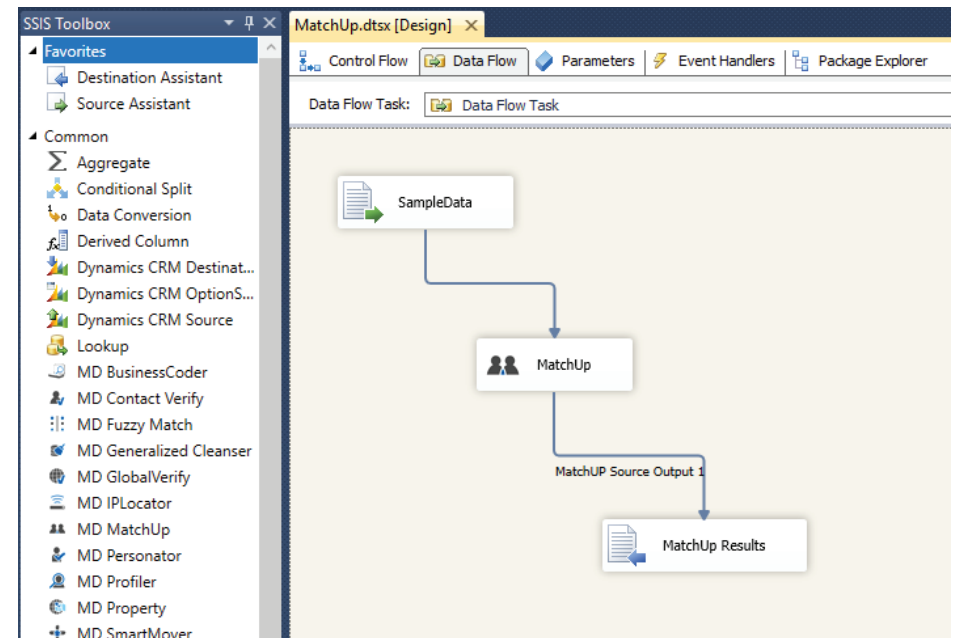 SSIS Toolbox
Favorites
Destination Assistant
Source Assistant
Common
Aggregate
Conditional Split
Data Conversion
Derived Column
Dynamics CRM Destinat...
Dynamics CRM OptionS...
Dynamics CRM Source
Lookup
MD BusinessCoder
MD Contact Verify
MD Fuzzy Match
MD Generalized Cleanser
MD GlobalVerify
MD IPLocator
MD MatchUp
MD Personator
MD Profiler
MD Property
MD SmartMover
MatchUp.dtsx [Design]
Control Flow Data Flow Parameters Event Handlers Package Explorer
Data Flow Task: Data Flow Task
SampleData
MatchUp
MatchUP Source Output 1
MatchUp Results